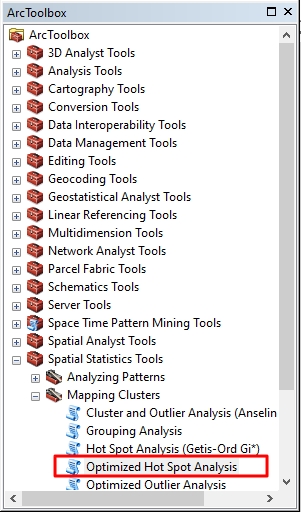 ArcToolbox
ArcToolbox
3D Analyst Tools
Analysis Tools
Cartography Tools
Conversion Tools
Data Interoperability Tools
Data Management Tools
Editing Tools
Geocoding Tools
Geostatistical Analyst Tools
Linear Referencing Tools
Multidimension Tools
Network Analyst Tools
Parcel Fabric Tools
Schematics Tools
Server Tools
Space Time Pattern Mining Tools
Spatial Analyst Tools
Spatial Statistics Tools
Analyzing Patterns
Mapping Clusters
Cluster and Outlier Analysis (Anselin
Grouping Analysis
Hot Spot Analysis (Getis-Ord Gi*)
Optimized Hot Spot Analysis
Optimized Outlier Analysis